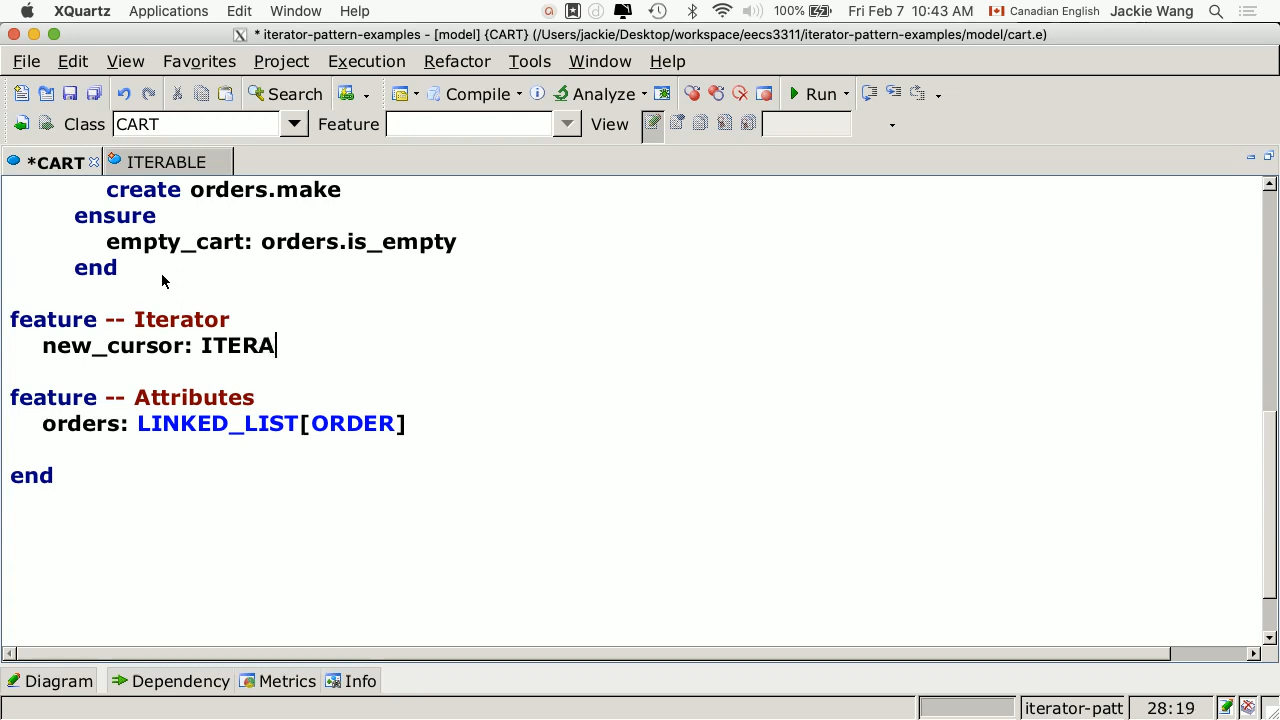 XQuartz Applications Edit Window Help 100% Fri Feb 7 10:43 AM Canadian English Jackie Wang
* iterator-pattern-examples - [model] {CART} (/Users/jackie/Desktop/workspace/eecs3311/iterator-pattern-examples/model/cart.e)
File Edit View Favorites Project Execution Refactor Tools Window Help
Search Compile Analyze Run
Class CART Feature View
*CART ITERABLE
create orders.make
ensure
empty_cart: orders.is_empty
end
feature -- Iterator
new_cursor: ITERA
feature -- Attributes
orders: LINKED_LIST[ORDER]
end
Diagram Dependency Metrics Info
iterator-patt 28:19